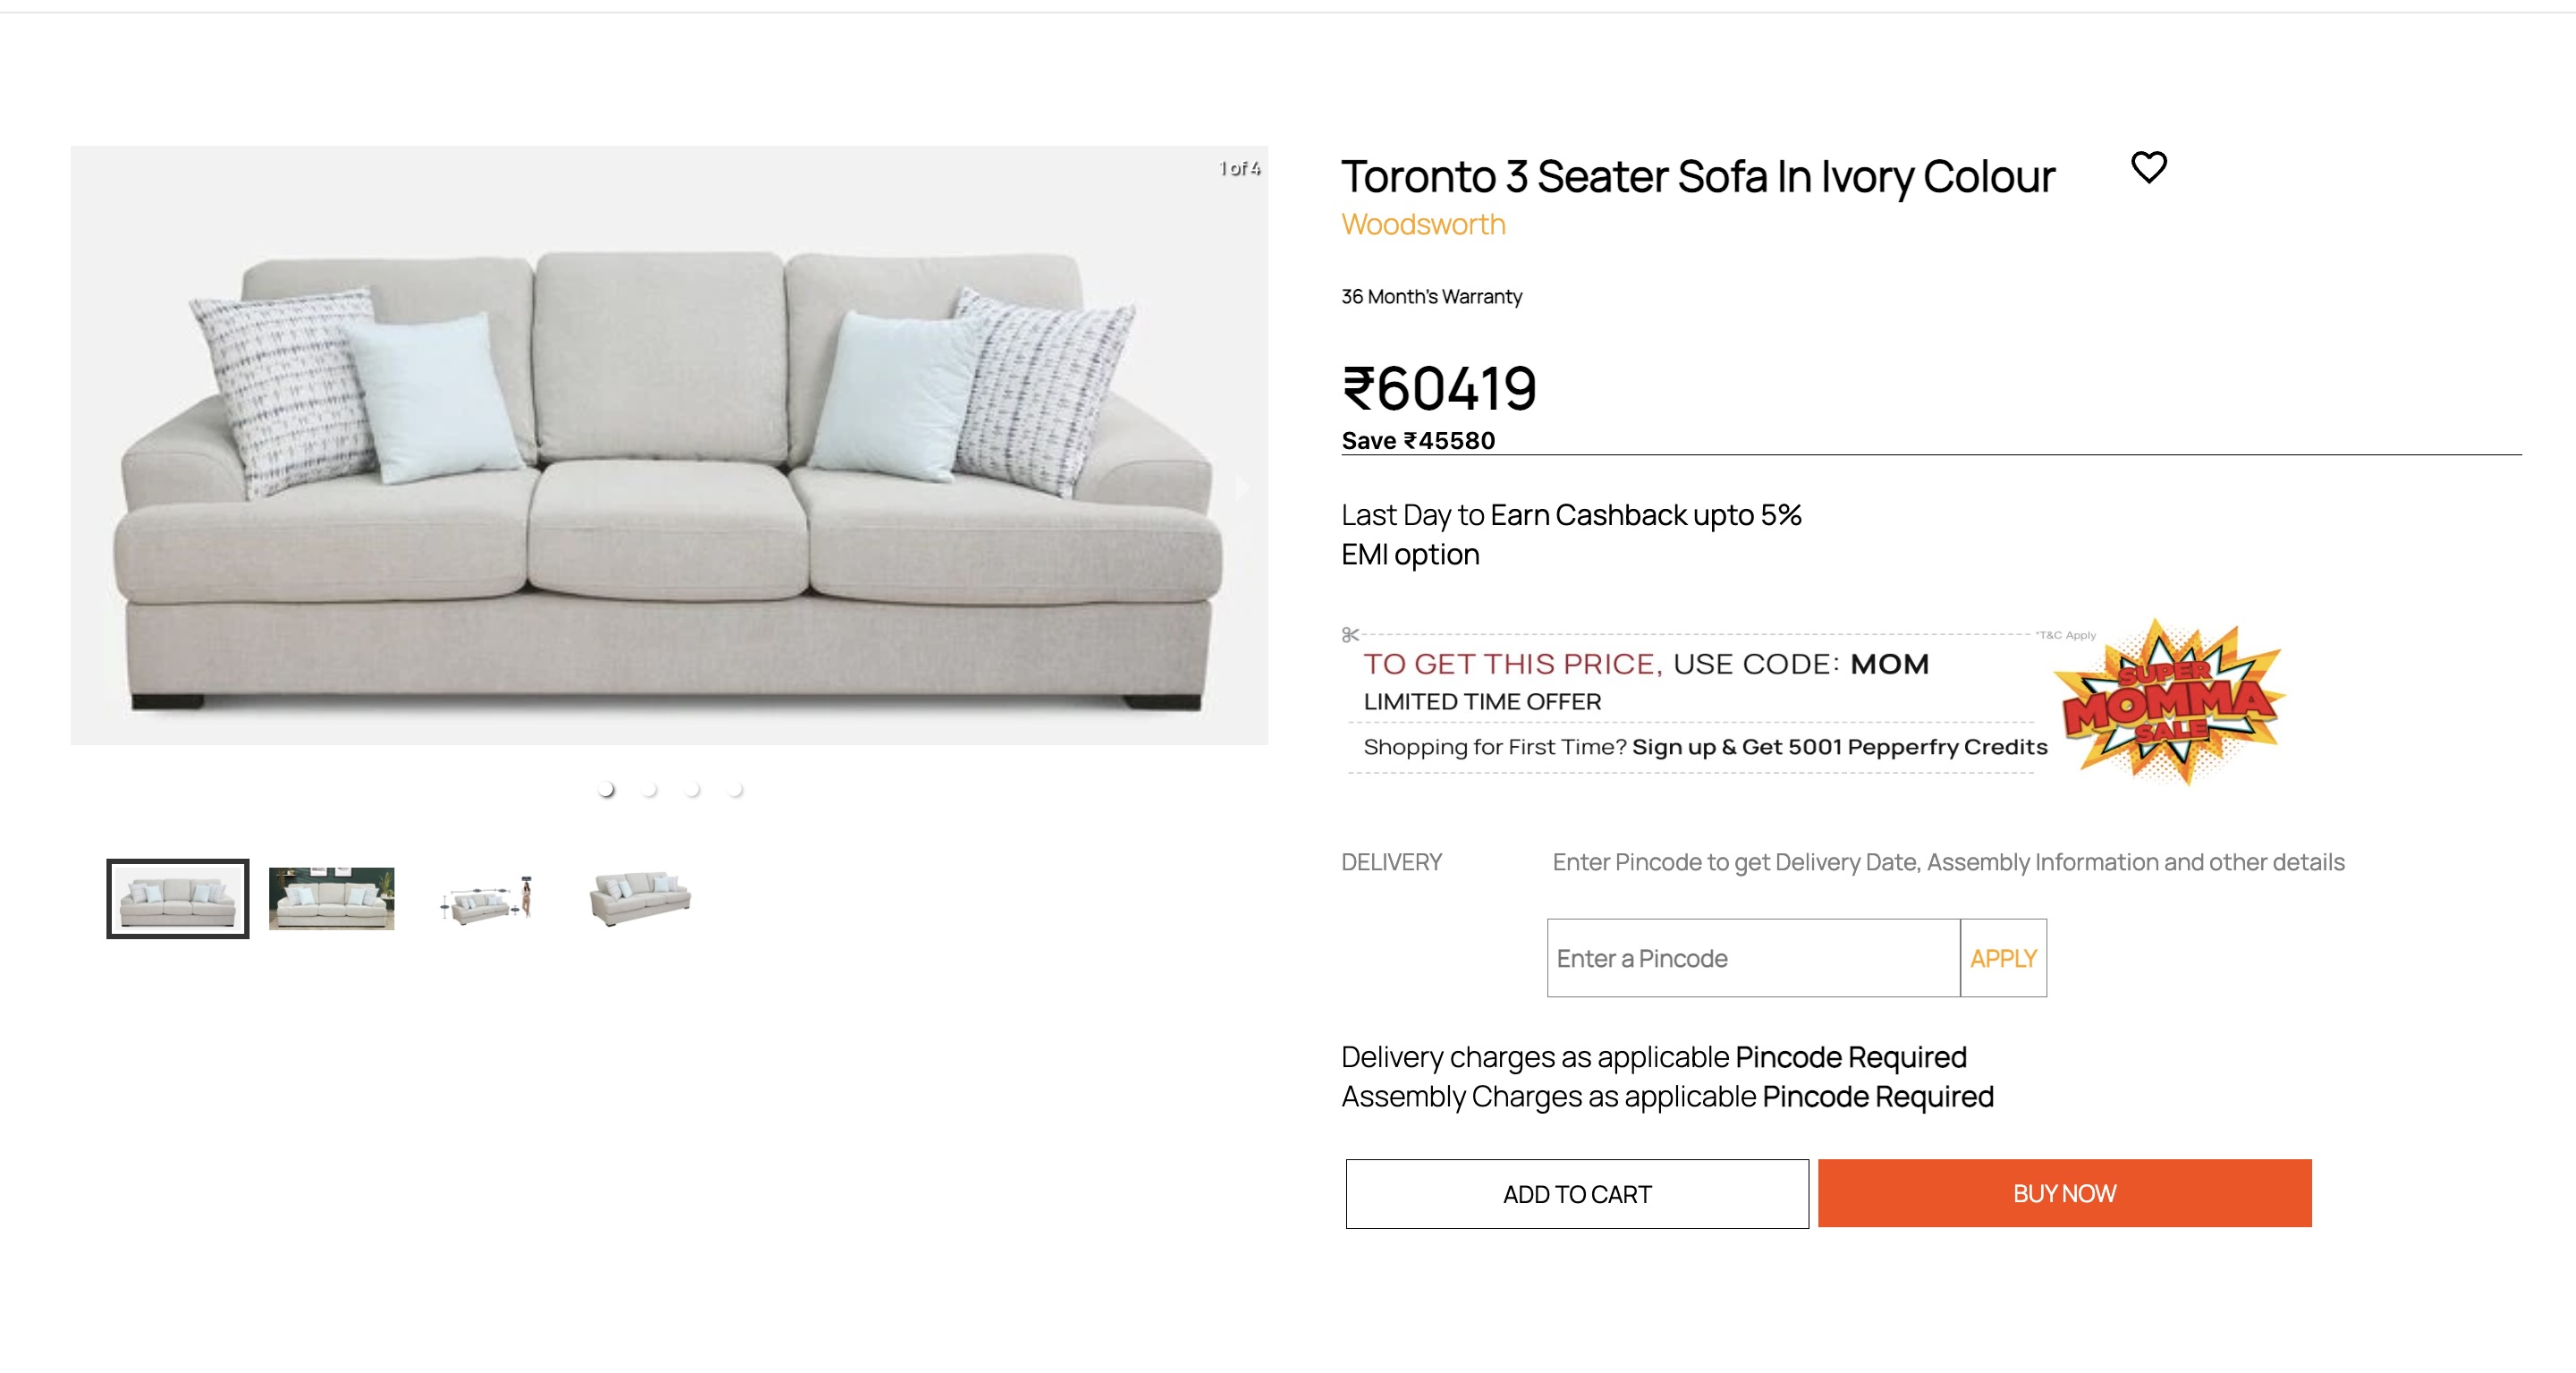 1 of 4
Toronto 3 Seater Sofa In Ivory Colour
Woodsworth
36 Month's Warranty
₹60419
Save ₹45580
Last Day to Earn Cashback upto 5%
EMI option
*T&C Apply
TO GET THIS PRICE, USE CODE: MOM
LIMITED TIME OFFER
Shopping for First Time? Sign up & Get 5001 Pepperfry Credits
SUPER
MOMMA
SALE
DELIVERY Enter Pincode to get Delivery Date, Assembly Information and other details
Enter a Pincode APPLY
Delivery charges as applicable Pincode Required
Assembly Charges as applicable Pincode Required
ADD TO CART BUY NOW